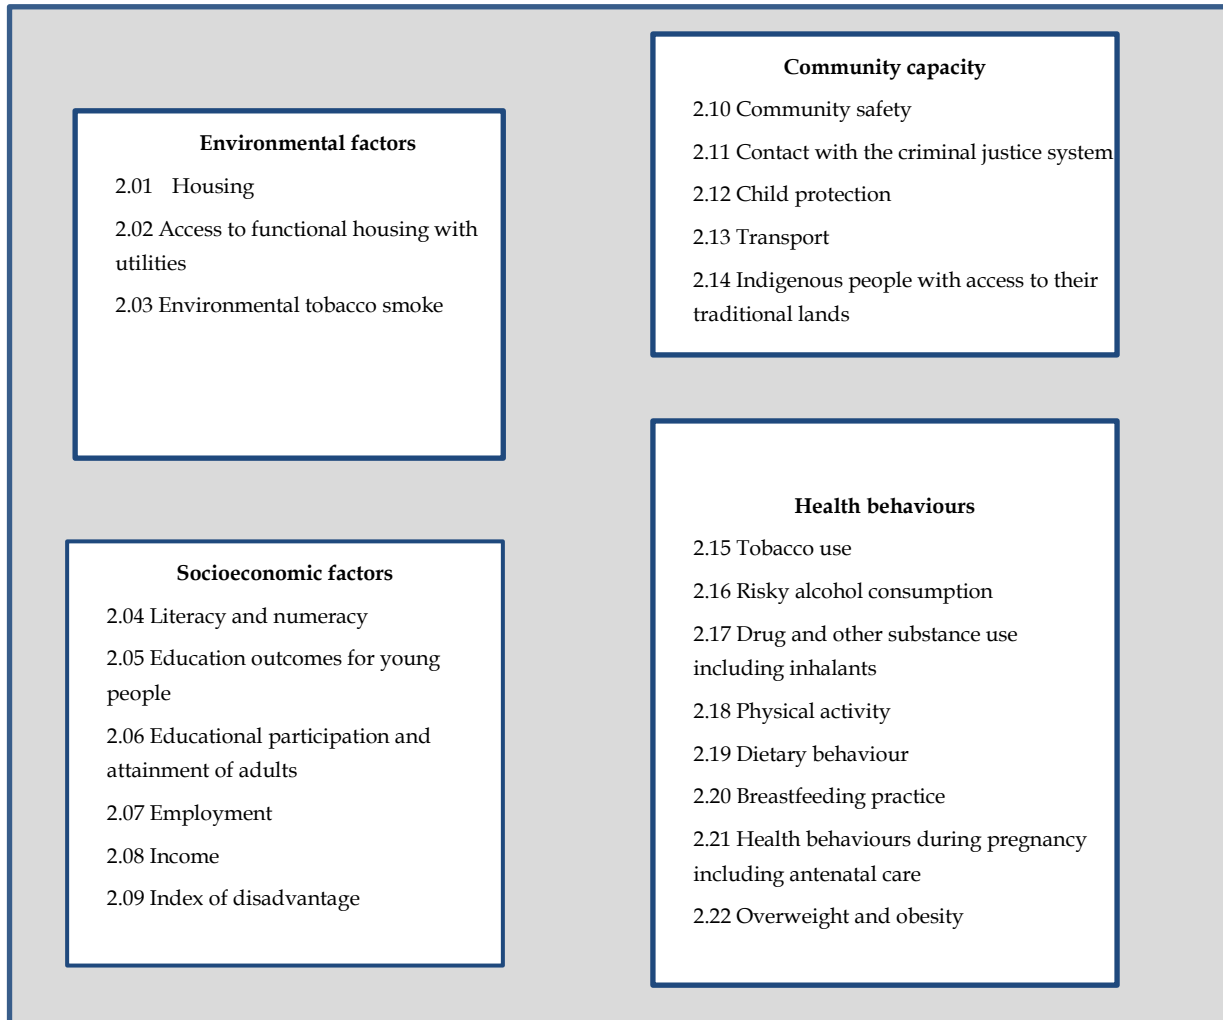 Environmental factors
2.01 Housing
2.02 Access to functional housing with
utilities
2.03 Environmental tobacco smoke
Socioeconomic factors
2.04 Literacy and numeracy
2.05 Education outcomes for young
people
2.06 Educational participation and
attainment of adults
2.07 Employment
2.08 Income
2.09 Index of disadvantage
Community capacity
2.10 Community safety
2.11 Contact with the criminal justice system
2.12 Child protection
2.13 Transport
2.14 Indigenous people with access to their
traditional lands
Health behaviours
2.15 Tobacco use
2.16 Risky alcohol consumption
2.17 Drug and other substance use
including inhalants
2.18 Physical activity
2.19 Dietary behaviour
2.20 Breastfeeding practice
2.21 Health behaviours during pregnancy
including antenatal care
2.22 Overweight and obesity